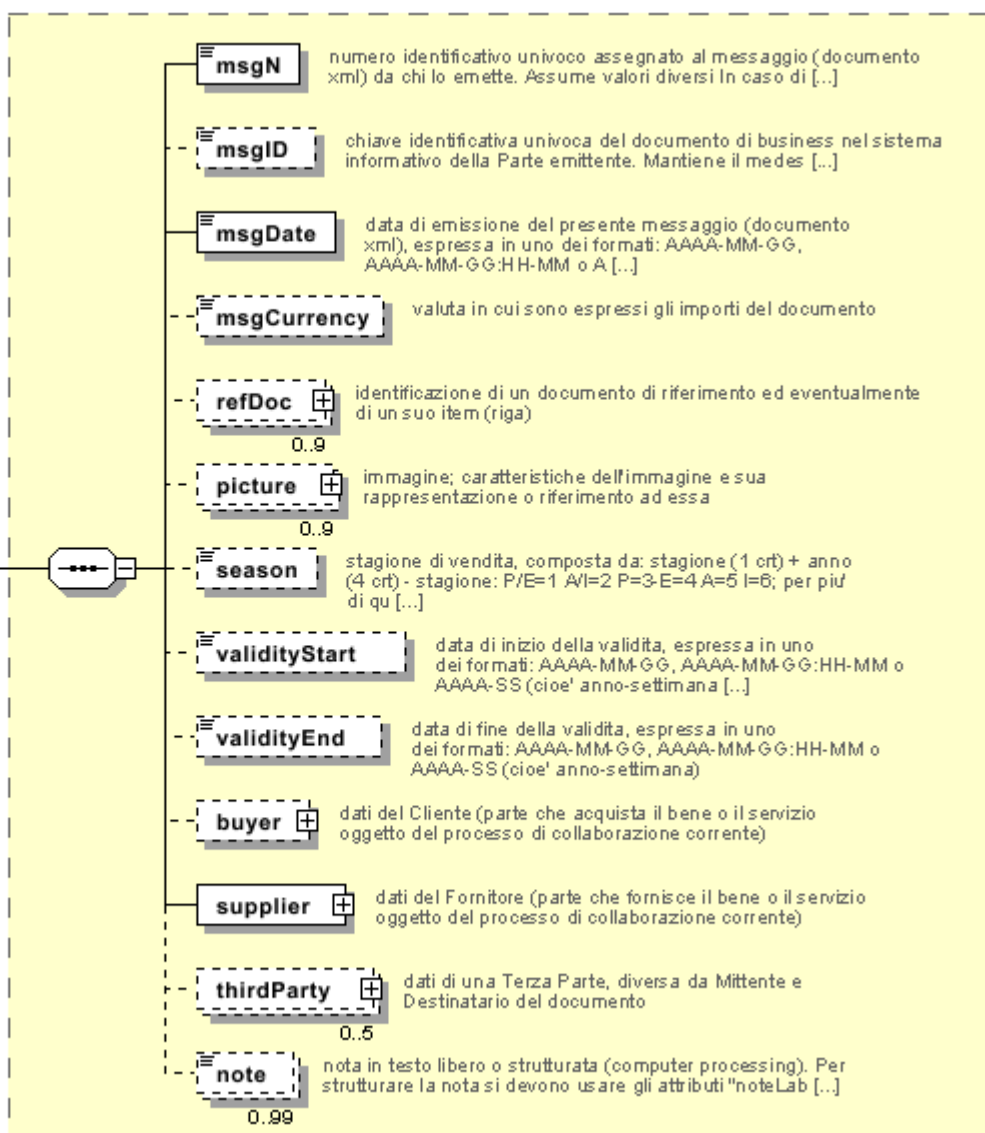 msgN
numero identificativo univoco assegnato al messaggio (documento
xml) da chi lo emette. Assume valori diversi In caso di [...]
msgID
chiave identificativa univoca del documento di business nel sistema
informativo della Parte emittente. Mantiene il medes [...]
msgDate
data di emissione del presente messaggio (documento
xml), espressa in uno dei formati: AAAA-MM-GG,
AAAA-MM-GG:HH-MM o A [...]
msgCurrency
valuta in cui sono espressi gli importi del documento
refDoc
identificazione di un documento di riferimento ed eventualmente
di un suo item (riga)
0..9
picture
immagine; caratteristiche dell'immagine e sua
rappresentazione o riferimento ad essa
0..9
season
stagione di vendita, composta da: stagione (1 crt) + anno
(4 crt) - stagione: P/E=1 A/I=2 P=3 E=4 A=5 I=6; per piu'
di qu [...]
validityStart
data di inizio della validita, espressa in uno
dei formati: AAAA-MM-GG, AAAA-MM-GG:HH-MM o
AAAA-SS (cioe' anno-settimana [...]
validityEnd
data di fine della validita, espressa in uno
dei formati: AAAA-MM-GG, AAAA-MM-GG:HH-MM o
AAAA-SS (cioe' anno-settimana)
buyer
dati del Cliente (parte che acquista il bene o il servizio
oggetto del processo di collaborazione corrente)
supplier
dati del Fornitore (parte che fornisce il bene o il servizio
oggetto del processo di collaborazione corrente)
thirdParty
dati di una Terza Parte, diversa da Mittente e
Destinatario del documento
0..5
note
nota in testo libero o strutturata (computer processing). Per
strutturare la nota si devono usare gli attributi "noteLab [...]
0..99